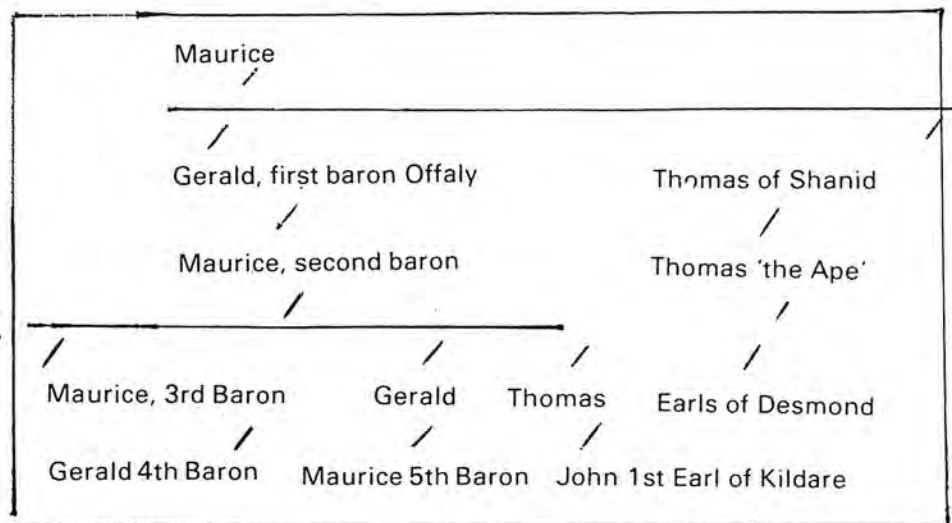 Maurice
Gerald, first baron Offaly Thomas of Shanid
Maurice, second baron Thomas 'the Ape'
Maurice, 3rd Baron Gerald Thomas Earls of Desmond
Gerald 4th Baron Maurice 5th Baron John 1st Earl of Kildare